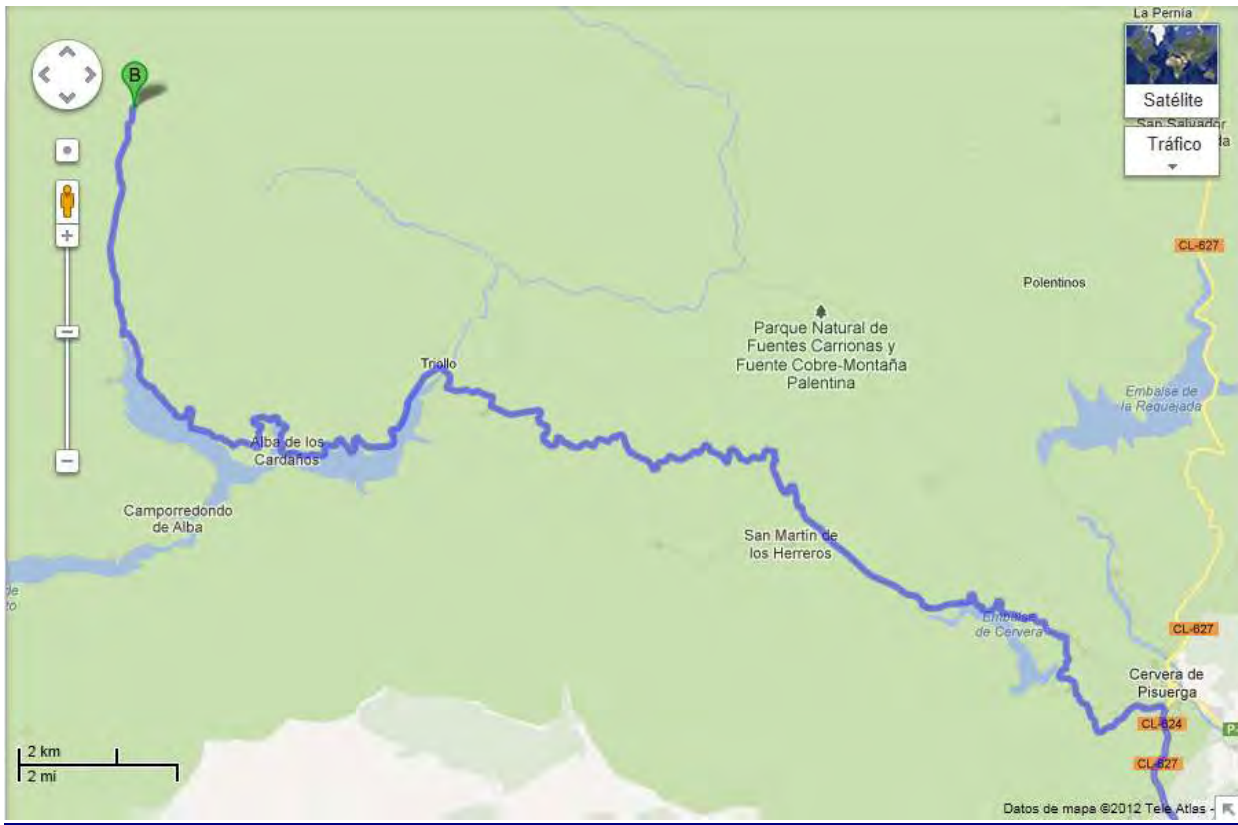 La Pernía
Satélite
San Salvador
Tráfico
B
CL-627
Polentinos
Parque Natural de
Fuentes Carrionas y
Fuente Cobre-Montaña
Palentina
Triollo
Embalse de
la Requejada
Alba de los
Cardaños
Camporredondo
de Alba
San Martín de
los Herreros
Embalse
de Cervera
CL-627
Cervera de
Pisuerga
CL-624
CL-627
2 km
2 mi
Datos de mapa ©2012 Tele Atlas -